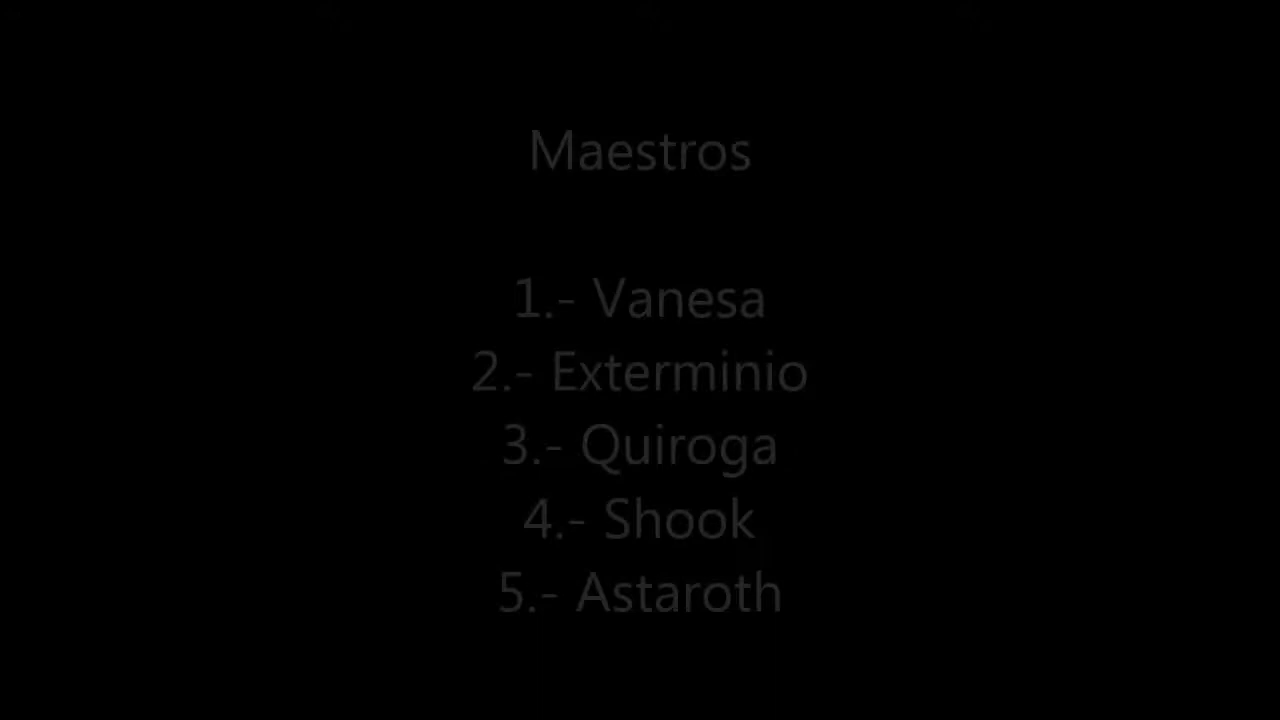 Maestros
1.- Vanesa
2.- Exterminio
3.- Quiroga
4.- Shook
5.- Astaroth